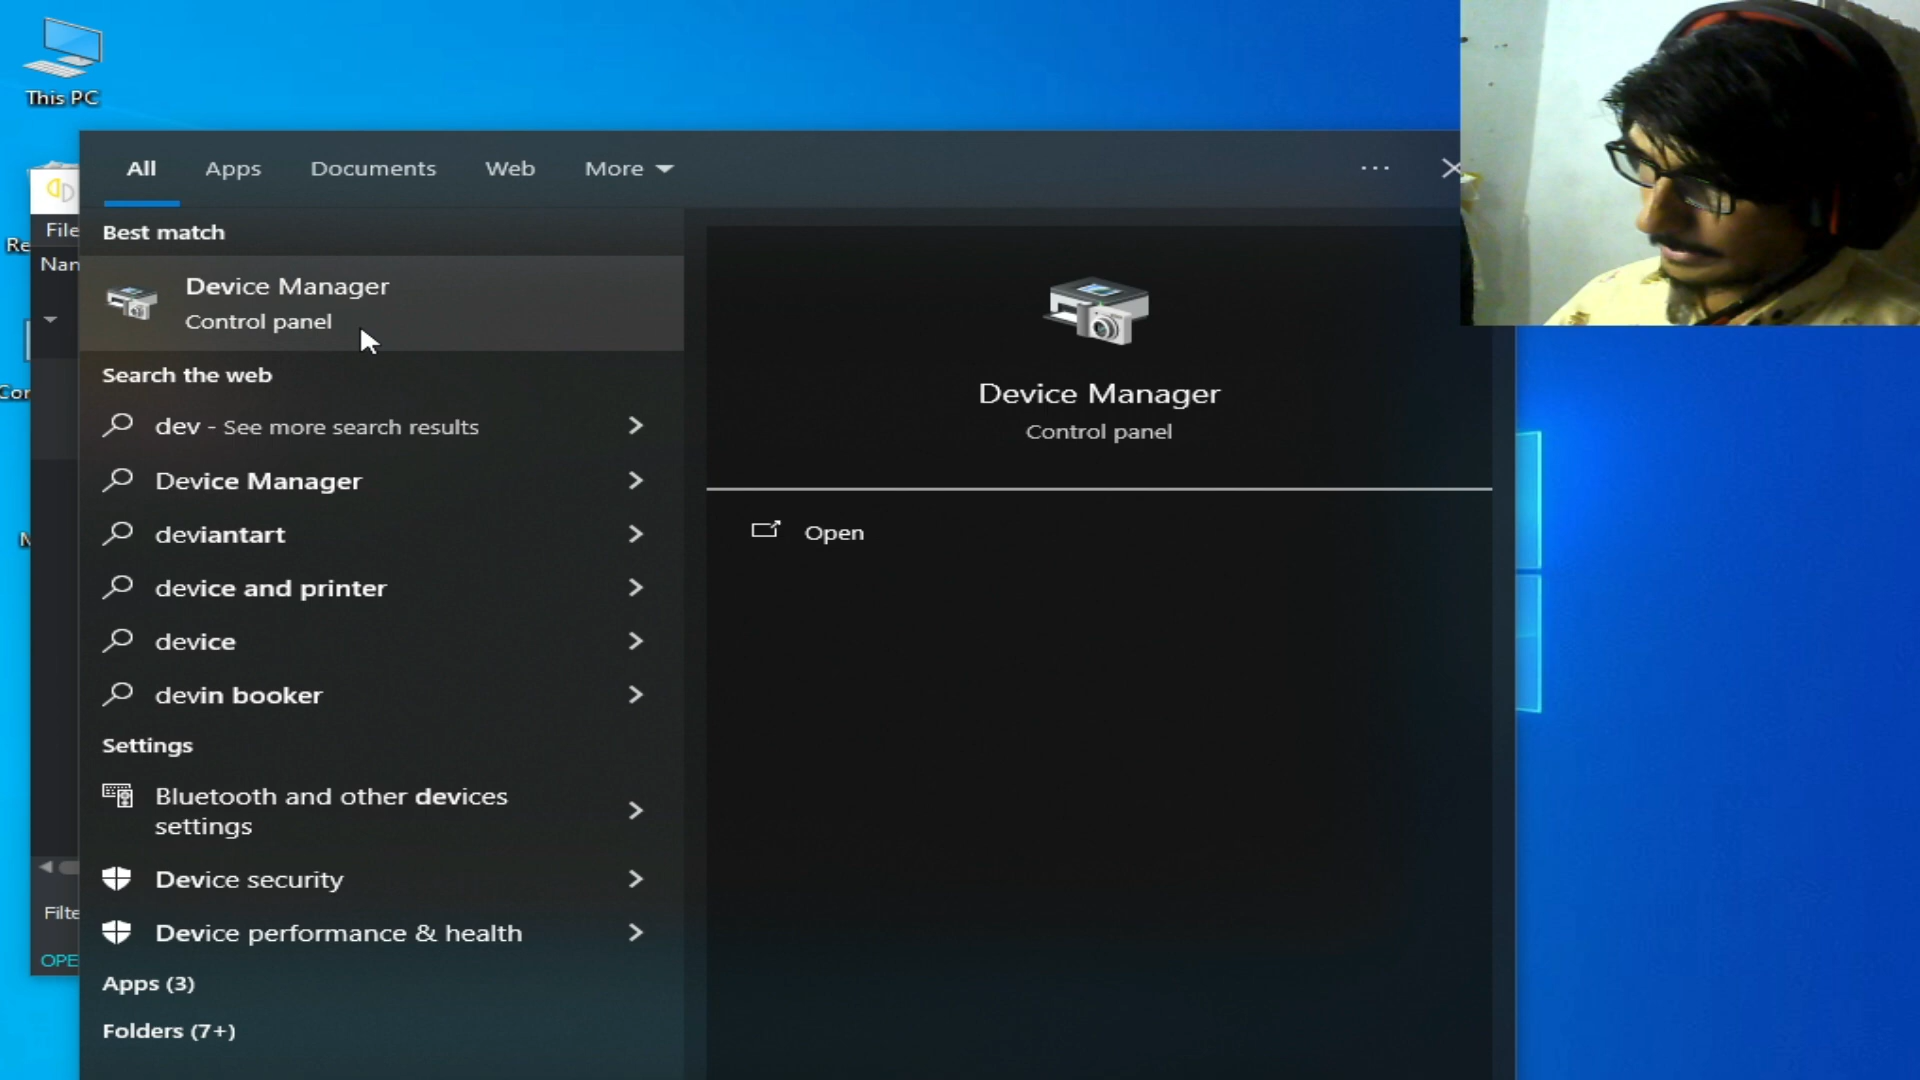 This PC
All Apps Documents Web More
File
Best match
Re
Nan
Device Manager
Control panel
Device Manager
Control panel
Search the web
Cor
dev - See more search results
Device Manager
Open
deviantart
device and printer
device
devin booker
Settings
Bluetooth and other devices
settings
Device security
Filte
Device performance & health
OPE
Apps (3)
Folders (7+)